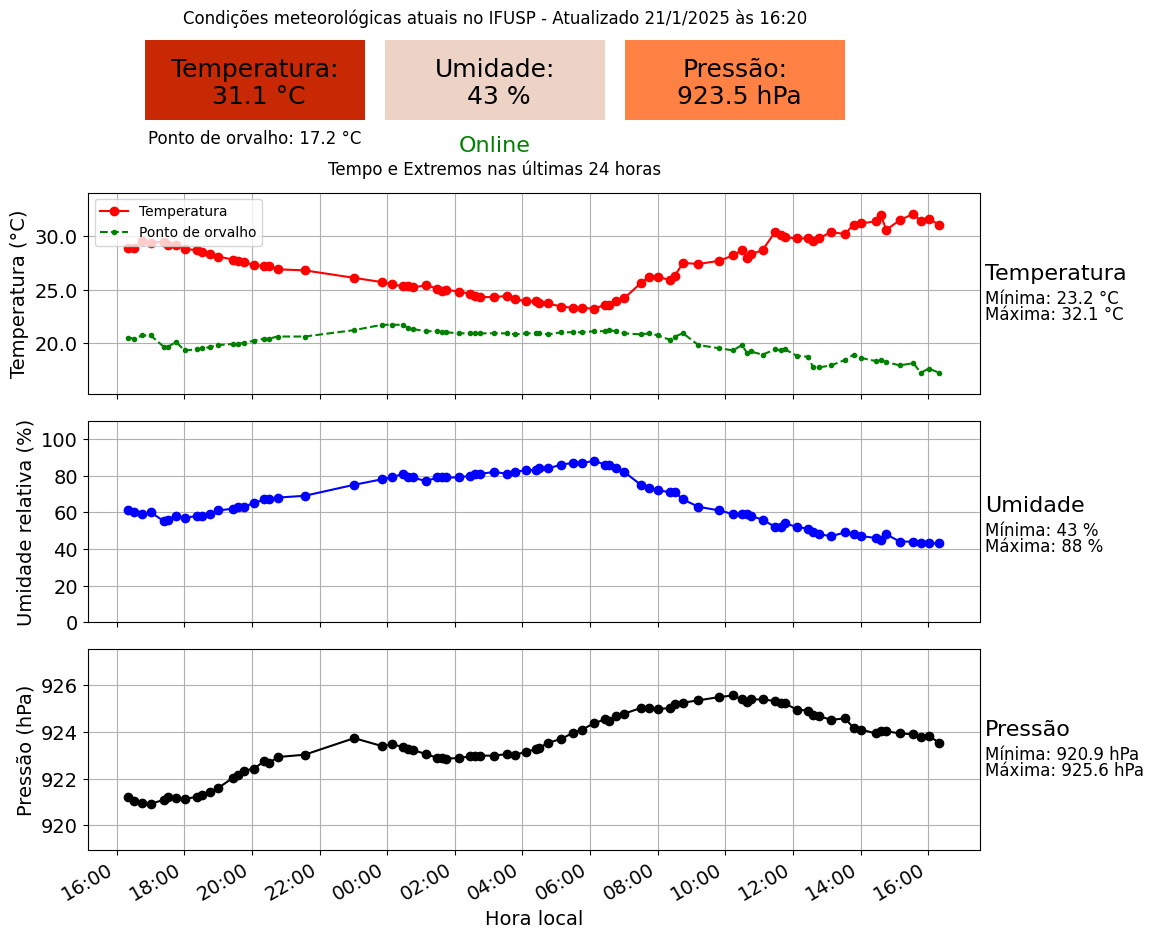 Condições meteorológicas atuais no IFUSP - Atualizado 21/1/2025 às 16:20
Temperatura:
31.1 °C
Umidade:
43 %
Pressão:
923.5 hPa
Ponto de orvalho: 17.2 °C
Online
Tempo e Extremos nas últimas 24 horas
Temperatura (°C)
30.0
25.0
20.0
Temperatura
Ponto de orvalho
Temperatura
Mínima: 23.2 °C
Máxima: 32.1 °C
Umidade relativa (%)
100
80
60
40
20
0
Umidade
Mínima: 43 %
Máxima: 88 %
Pressão (hPa)
926
924
922
920
Pressão
Mínima: 920.9 hPa
Máxima: 925.6 hPa
16:00 18:00 20:00 22:00 00:00 02:00 04:00 06:00 08:00 10:00 12:00 14:00 16:00
Hora local